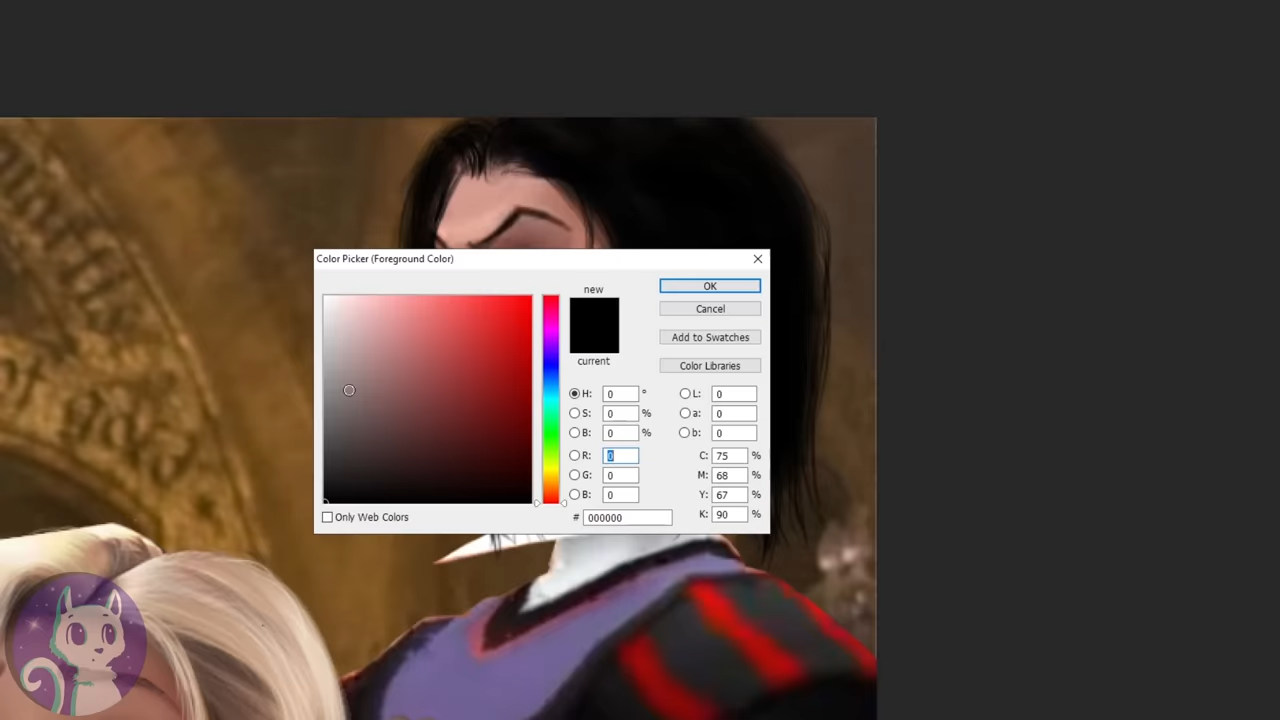 Color Picker (Foreground Color)
new
current
OK
Cancel
Add to Swatches
Color Libraries
H: 0 °
S: 0 %
B: 0 %
R: 0
G: 0
B: 0
L: 0
a: 0
b: 0
C: 75 %
M: 68 %
Y: 67 %
K: 90 %
# 000000
Only Web Colors